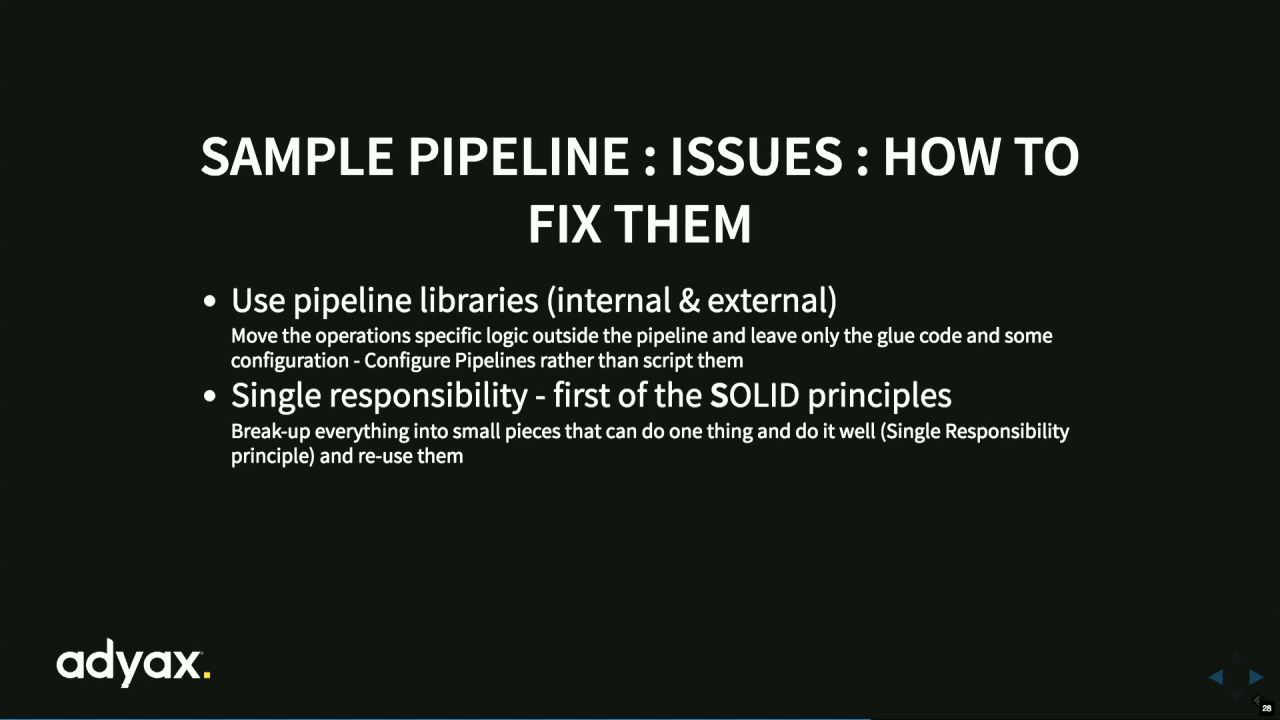 SAMPLE PIPELINE : ISSUES : HOW TO
FIX THEM
Use pipeline libraries (internal & external)
Move the operations specific logic outside the pipeline and leave only the glue code and some
configuration - Configure Pipelines rather than script them
Single responsibility - first of the SOLID principles
Break-up everything into small pieces that can do one thing and do it well (Single Responsibility
principle) and re-use them
adyax.
28